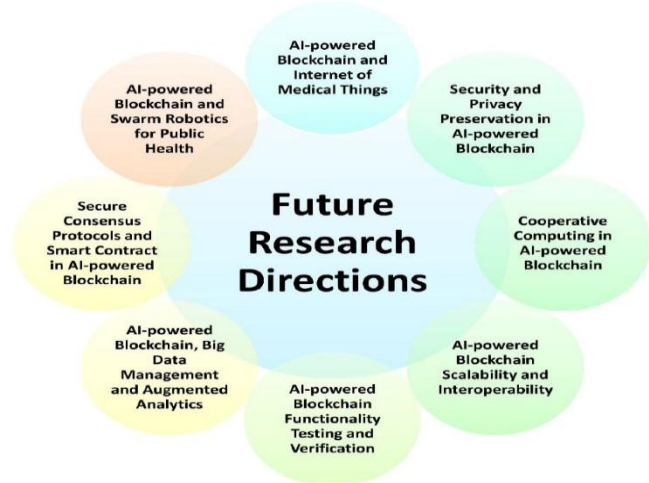 AI-powered
Blockchain and
Internet of
Medical Things
Security and
Privacy
Preservation in
AI-powered
Blockchain
Cooperative
Computing in
AI-powered
Blockchain
AI-powered
Blockchain
Scalability and
Interoperability
AI-powered
Blockchain
Functionality
Testing and
Verification
AI-powered
Blockchain, Big
Data
Management
and Augmented
Analytics
Secure
Consensus
Protocols and
Smart Contract
in AI-powered
Blockchain
AI-powered
Blockchain and
Swarm Robotics
for Public
Health
Future
Research
Directions